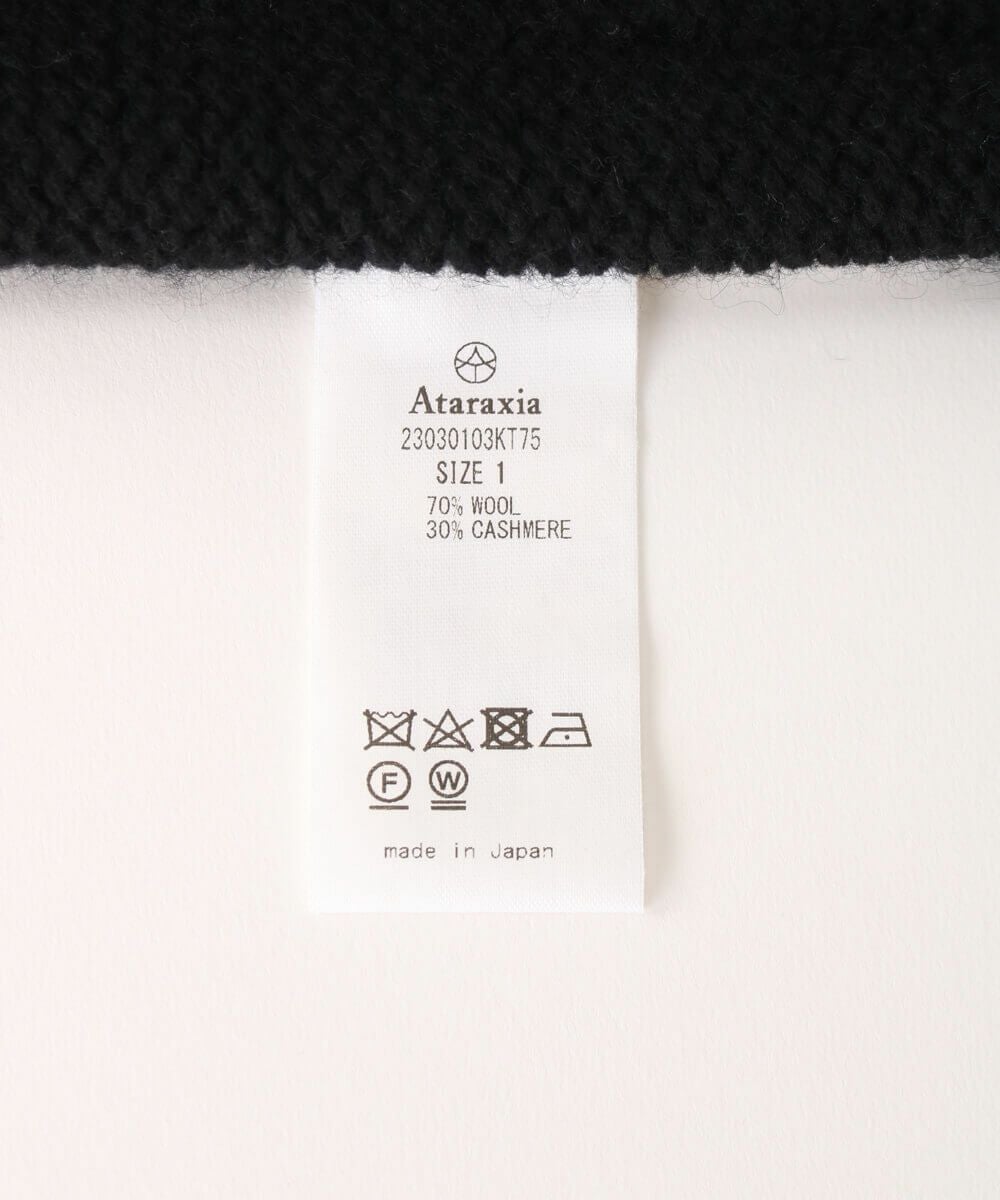 Ataraxia
23030103KT75
SIZE 1
70% WOOL
30% CASHMERE
F W
made in Japan